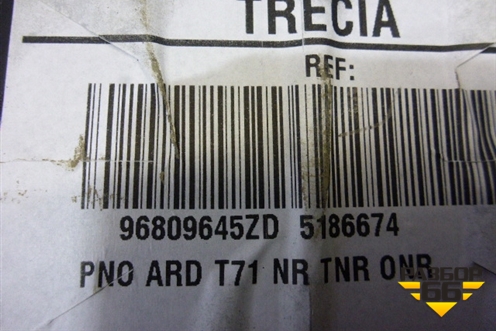 TRECIA
REF:
96809645ZD 5186674
PNO ARD T71 NR TNR ONR
РАЗБОР
66